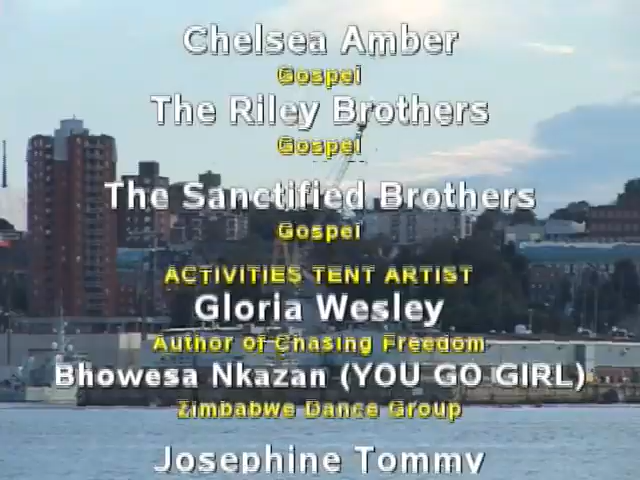 Chelsea Amber
Gospel
The Riley Brothers
Gospel
The Sanctified Brothers
Gospel
ACTIVITIES TENT ARTIST
Gloria Wesley
Author of Chasing Freedom
Bhowesa Nkazan (YOU GO GIRL)
Zimbabwe Dance Group
Josephine Tommy